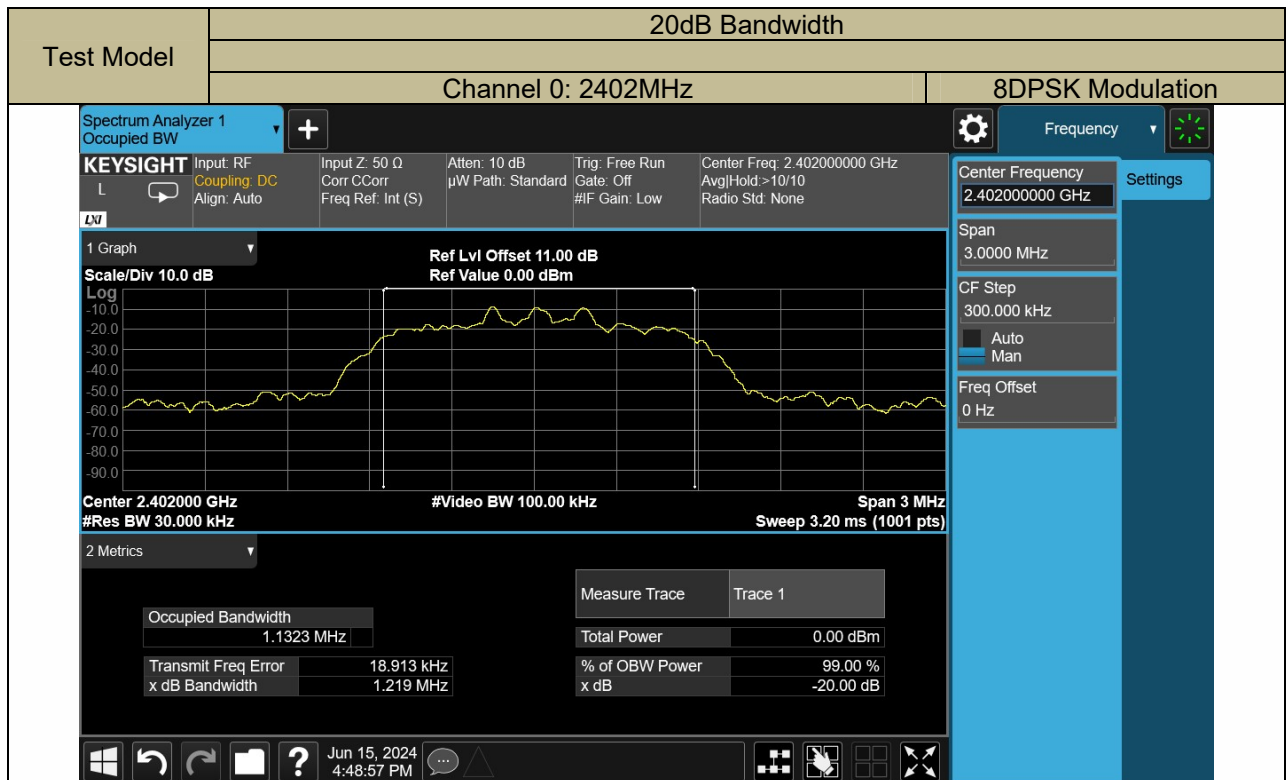 Test Model
20dB Bandwidth
Channel 0: 2402MHz
8DPSK Modulation
Spectrum Analyzer 1
Occupied BW
Frequency
KEYSIGHT
L
LXI
Input: RF
Coupling: DC
Align: Auto
Input Z: 50 Ω
Corr CCorr
Freq Ref: Int (S)
Atten: 10 dB
µW Path: Standard
Trig: Free Run
Gate: Off
#IF Gain: Low
Center Freq: 2.402000000 GHz
Avg|Hold:>10/10
Radio Std: None
Center Frequency
2.402000000 GHz
Settings
Span
3.0000 MHz
CF Step
300.000 kHz
Auto
Man
Freq Offset
0 Hz
1 Graph
Scale/Div 10.0 dB
Ref Lvl Offset 11.00 dB
Ref Value 0.00 dBm
Log
-10.0
-20.0
-30.0
-40.0
-50.0
-60.0
-70.0
-80.0
-90.0
Center 2.402000 GHz
#Video BW 100.00 kHz
Span 3 MHz
#Res BW 30.000 kHz
Sweep 3.20 ms (1001 pts)
2 Metrics
Measure Trace Trace 1
Occupied Bandwidth
1.1323 MHz
Total Power 0.00 dBm
Transmit Freq Error 18.913 kHz
% of OBW Power 99.00 %
x dB Bandwidth 1.219 MHz
x dB -20.00 dB
?
Jun 15, 2024
4:48:57 PM